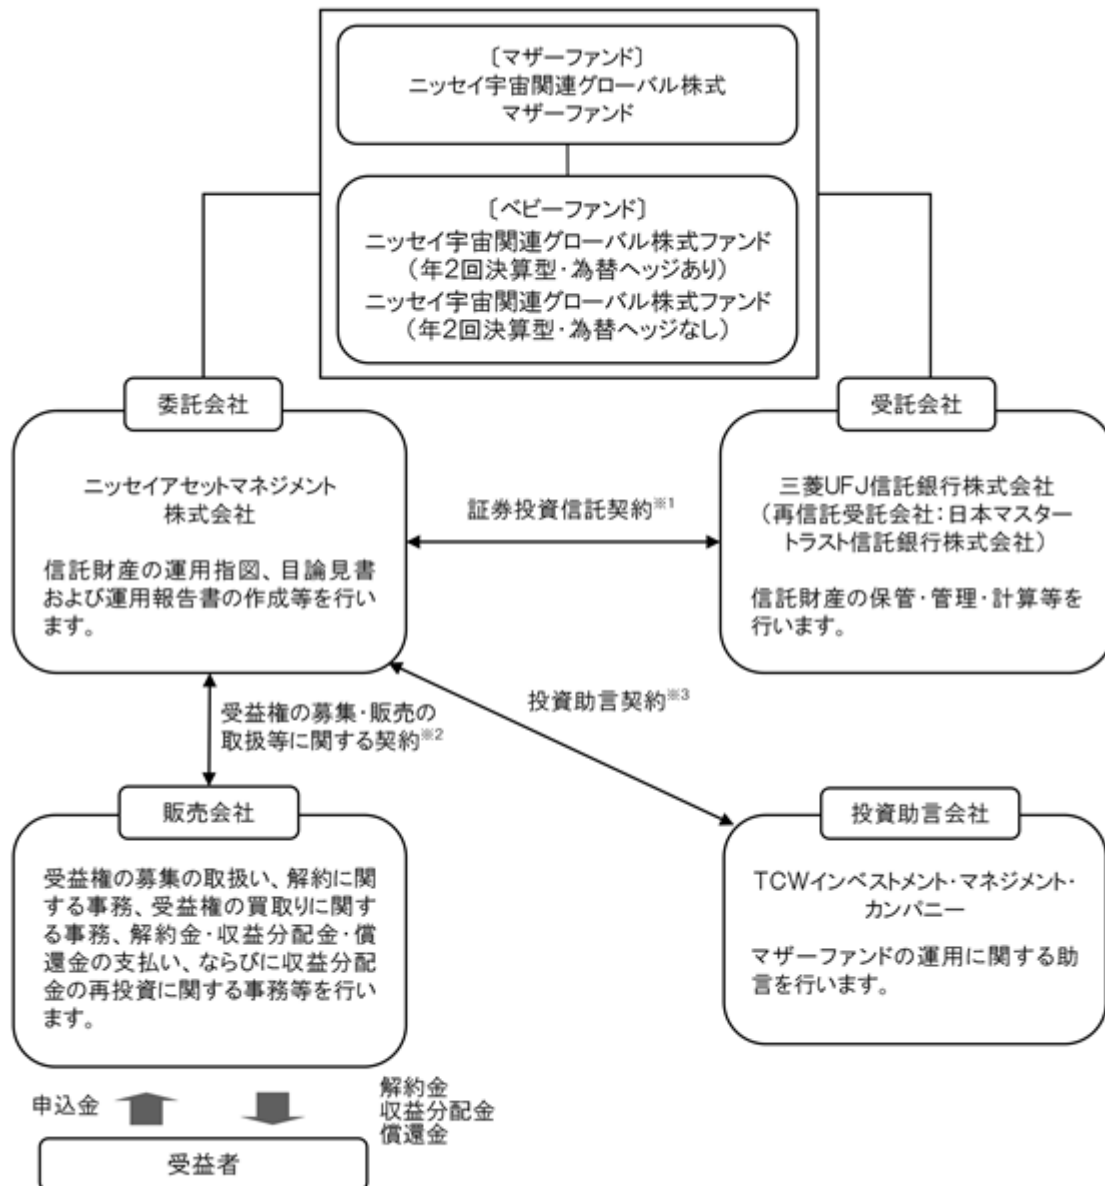 〔マザーファンド〕
ニッセイ宇宙関連グローバル株式
マザーファンド
〔ベビーファンド〕
ニッセイ宇宙関連グローバル株式ファンド
（年2回決算型・為替ヘッジあり）
ニッセイ宇宙関連グローバル株式ファンド
（年2回決算型・為替ヘッジなし）
委託会社
ニッセイアセットマネジメント
株式会社
信託財産の運用指図、目論見書
および運用報告書の作成等を行い
ます。
証券投資信託契約※1
受託会社
三菱UFJ信託銀行株式会社
（再信託受託会社：日本マスター
トラスト信託銀行株式会社）
信託財産の保管・管理・計算等を
行います。
受益権の募集・販売の
取扱等に関する契約※2
投資助言契約※3
販売会社
受益権の募集の取扱い、解約に関
する事務、受益権の買取りに関す
る事務、解約金・収益分配金・償
還金の支払い、ならびに収益分配
金の再投資に関する事務等を行い
ます。
投資助言会社
TCWインベストメント・マネジメント・
カンパニー
マザーファンドの運用に関する助
言を行います。
申込金
解約金
収益分配金
償還金
受益者